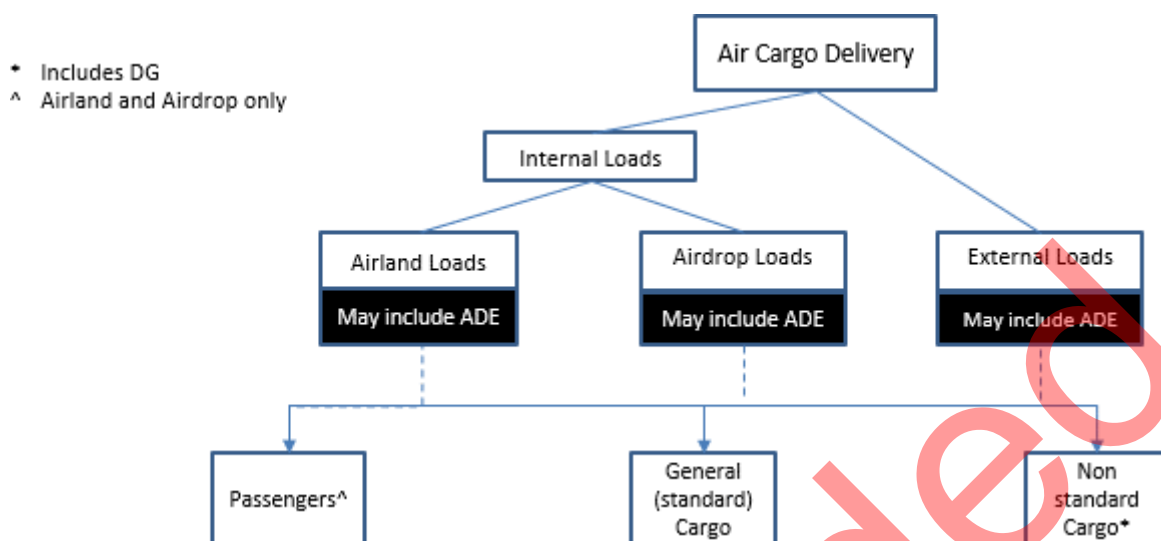 Air Cargo Delivery
* Includes DG
^ Airland and Airdrop only
Internal Loads
Airland Loads
Airdrop Loads
External Loads
May include ADE
May include ADE
May include ADE
Passengers^
General
(standard)
Cargo
Non
standard
Cargo*
ded